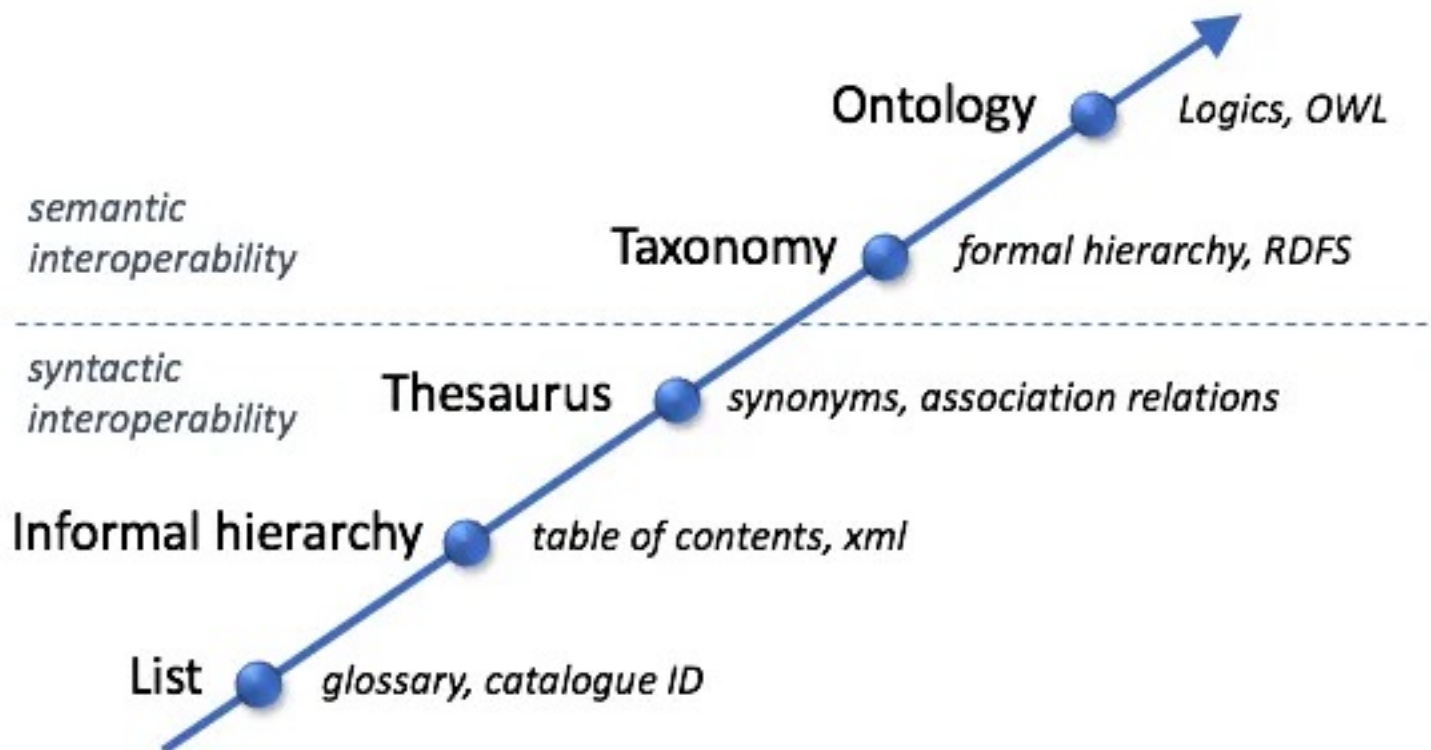 Ontology
Logics, OWL
semantic
interoperability
Taxonomy
formal hierarchy, RDFS
syntactic
interoperability
Thesaurus
synonyms, association relations
Informal hierarchy
table of contents, xml
List
glossary, catalogue ID